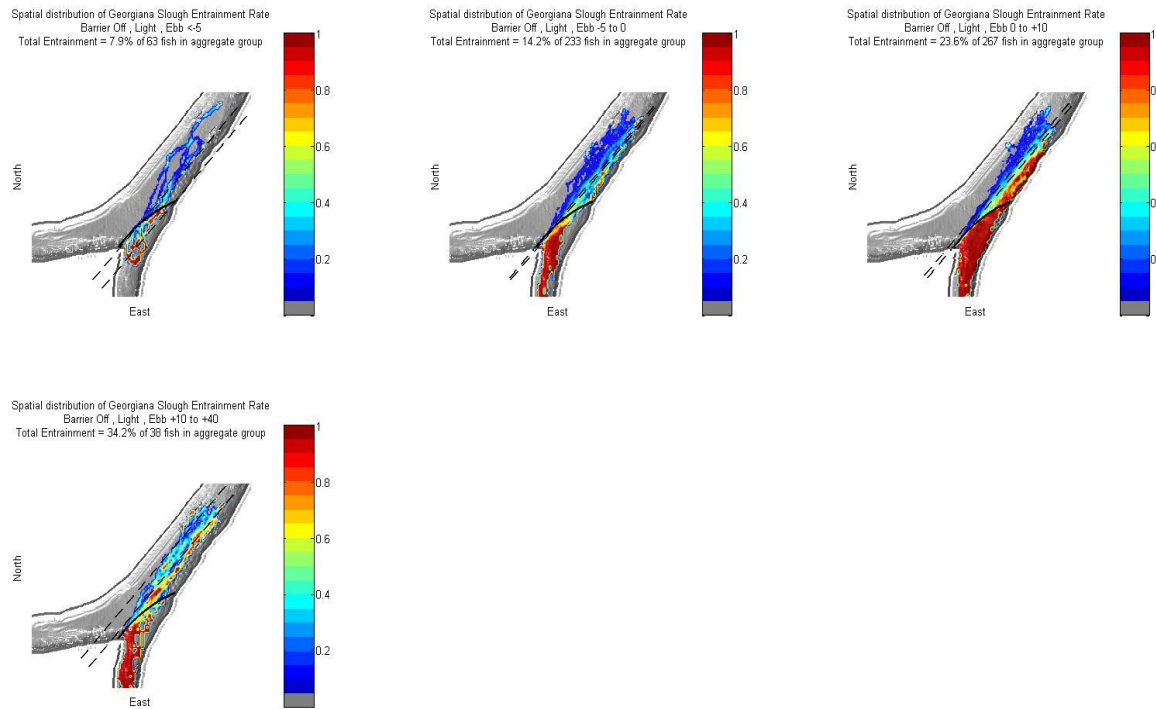 Spatial distribution of Georgiana Slough Entrainment Rate
Barrier Off , Light , Ebb <-5
Total Entrainment = 7.9% of 63 fish in aggregate group
1
0.8
0.6
0.4
0.2
North
East
Spatial distribution of Georgiana Slough Entrainment Rate
Barrier Off , Light , Ebb -5 to 0
Total Entrainment = 14.2% of 233 fish in aggregate group
1
0.8
0.6
0.4
0.2
North
East
Spatial distribution of Georgiana Slough Entrainment Rate
Barrier Off , Light , Ebb 0 to +10
Total Entrainment = 23.6% of 267 fish in aggregate group
1
0
0
0
0
North
East
Spatial distribution of Georgiana Slough Entrainment Rate
Barrier Off , Light , Ebb +10 to +40
Total Entrainment = 34.2% of 38 fish in aggregate group
1
0.8
0.6
0.4
0.2
North
East